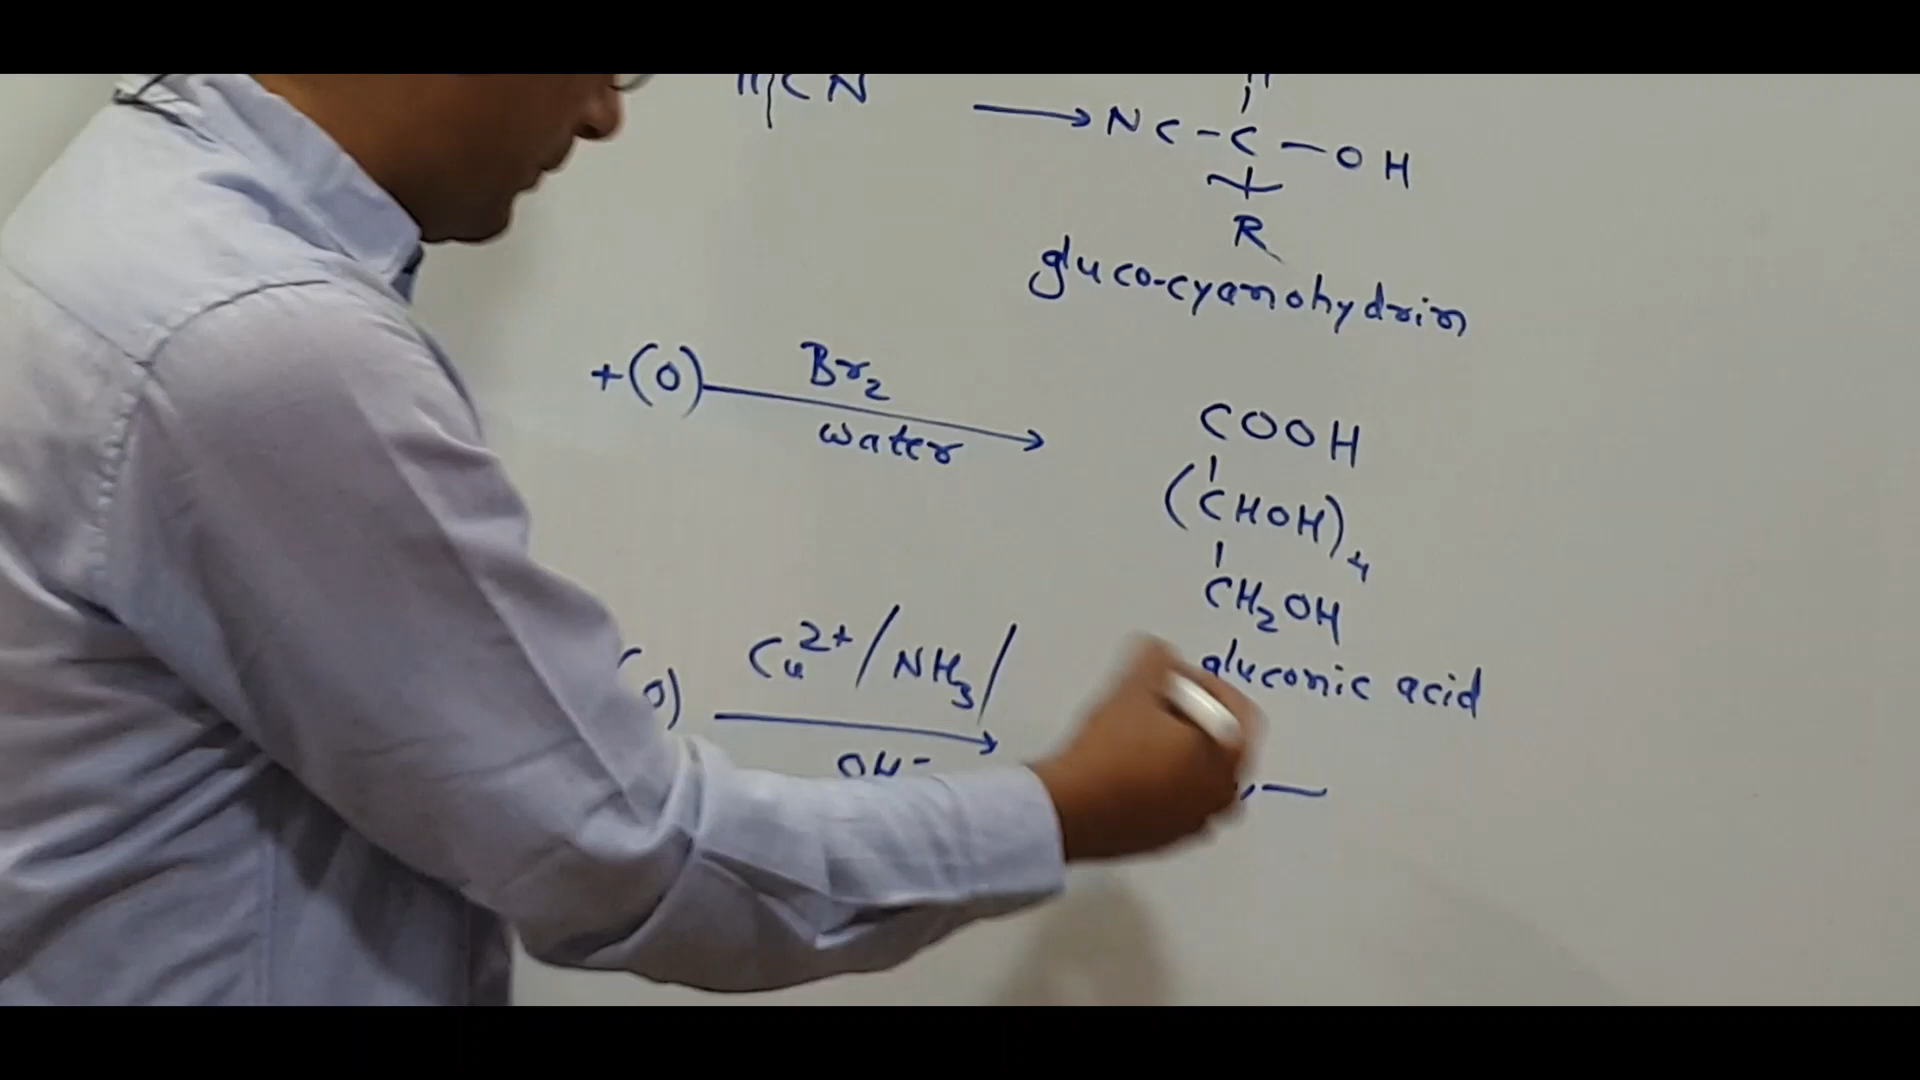 HCN → NC-C-OH
R
gluco-cyanohydrin
+(O) Br₂ →
water
COOH
(CHOH)₄
CH₂OH
gluconic acid
(O) Cu²⁺/NH₃/ →
OH⁻